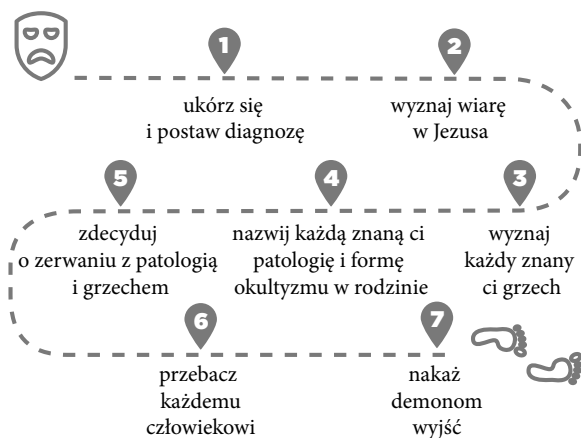 1
ukórz się
i postaw diagnozę
2
wyznaj wiarę
w Jezusa
3
wyznaj
każdy znany
ci grzech
4
nazwij każdą znaną ci
patologię i formę
okultyzmu w rodzinie
5
zdecyduj
o zerwaniu z patologią
i grzechem
6
przebacz
każdemu
człowiekowi
7
nakaż
demonom
wyjść